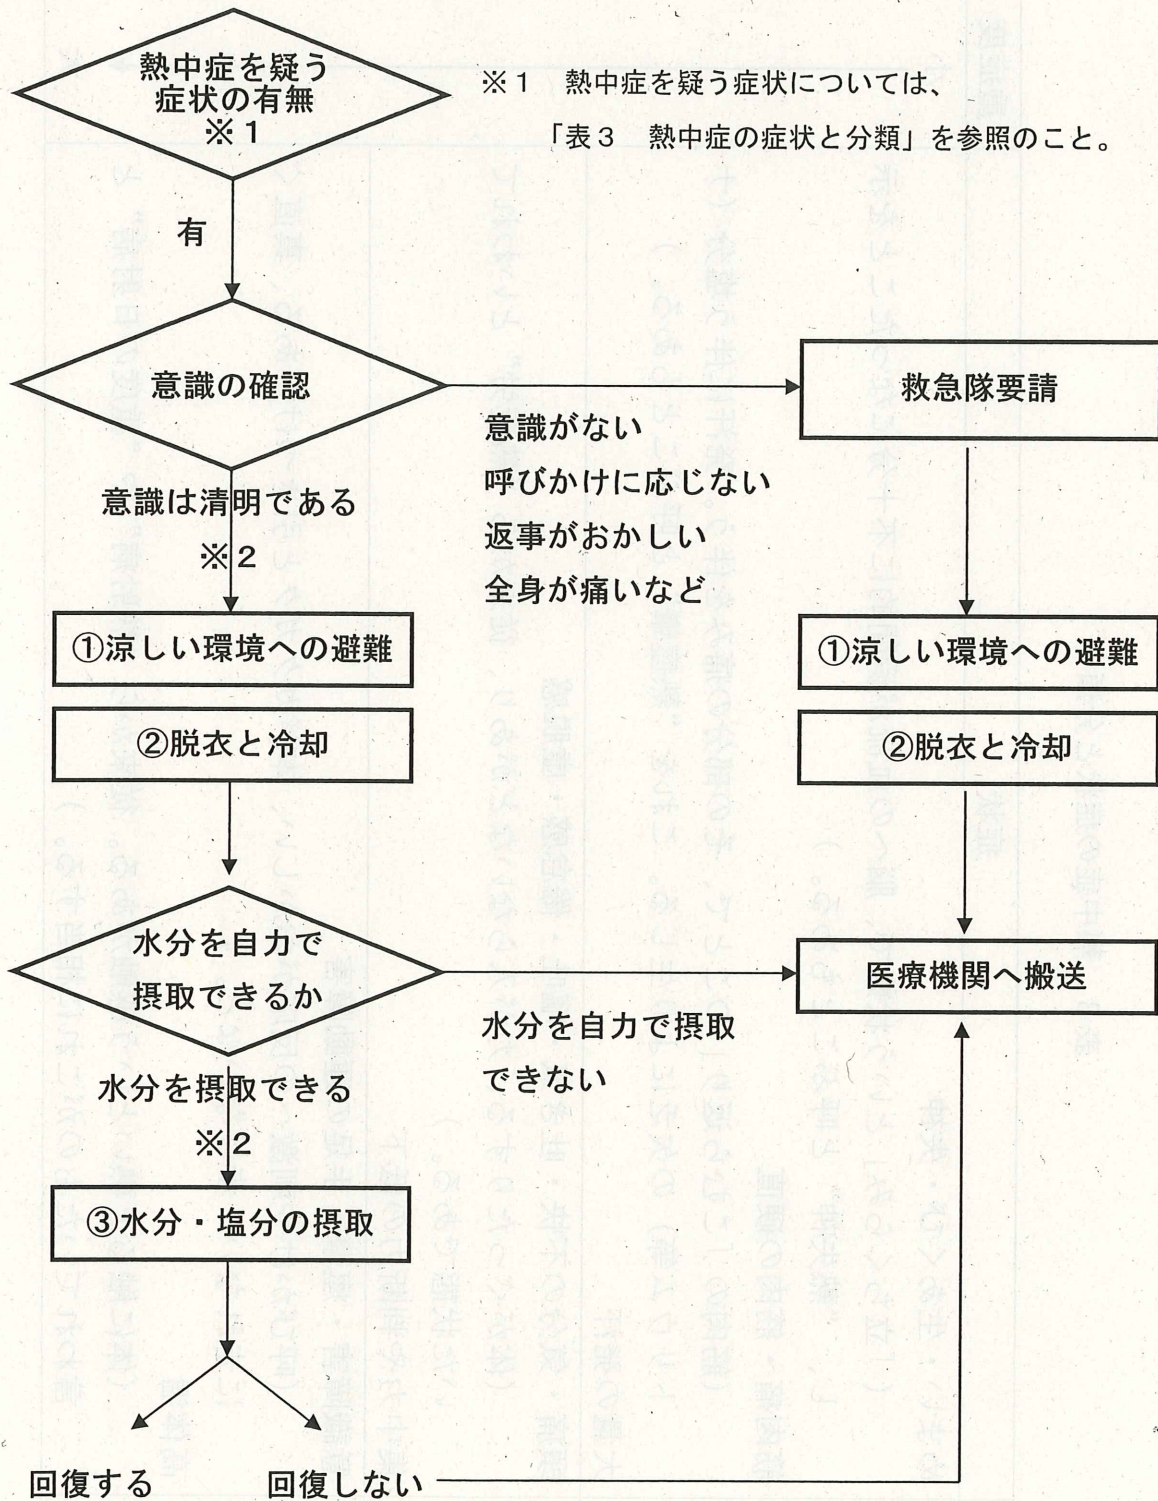 熱中症を疑う
症状の有無
※1
※1　熱中症を疑う症状については、
「表3　熱中症の症状と分類」を参照のこと。
有
意識の確認
救急隊要請
意識がない
呼びかけに応じない
返事がおかしい
全身が痛いなど
意識は清明である
※2
①涼しい環境への避難
①涼しい環境への避難
②脱衣と冷却
②脱衣と冷却
水分を自力で
摂取できるか
医療機関へ搬送
水分を自力で摂取
できない
水分を摂取できる
※2
③水分・塩分の摂取
回復する
回復しない